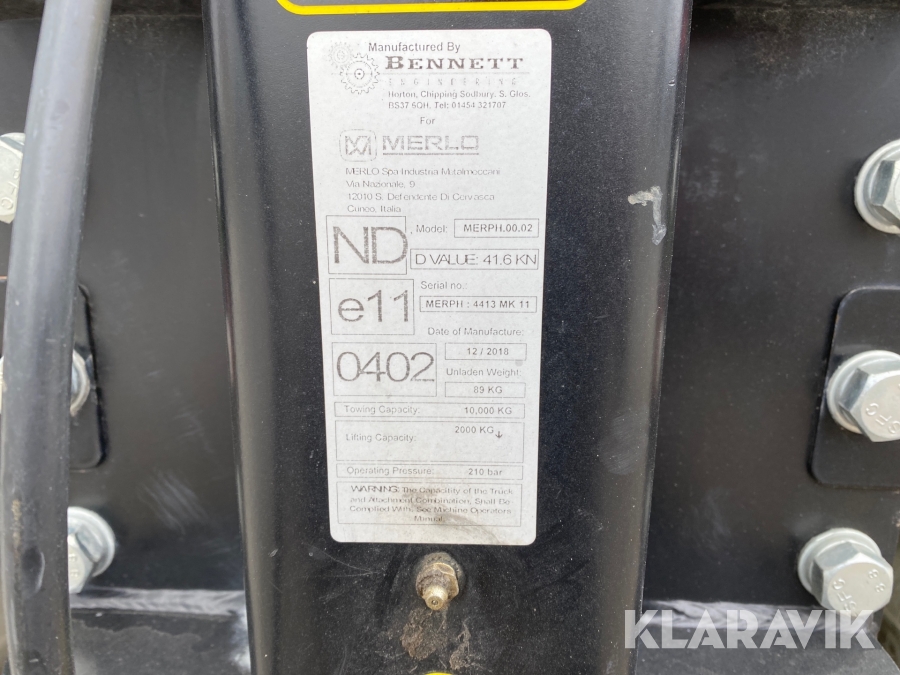 Manufactured By
BENNETT
ENGINEERING
Horton, Chipping Sodbury, S. Glos,
BS37 6QH, Tel: 01454 321707
For
MERLO
MERLO Spa Industria Metalmeccani
Via Nazionale, 9
12010 S. Defendente Di Cervasca
Cuneo, Italia
ND , Model: MERPH.00.02
D VALUE: 41,6 KN
e11 Serial no.:
MERPH : 4413 MK 11
Date of Manufacture:
0402 12 / 2018
Unladen Weight:
89 KG
Towing Capacity: 10,000 KG
Lifting Capacity: 2000 KG
Operating Pressure: 210 bar
WARNING: The Capacitity of the Truck
and Attachment Combination, Shall Be
Complied With. See Machine Operators
Manual.
KLARAVIK